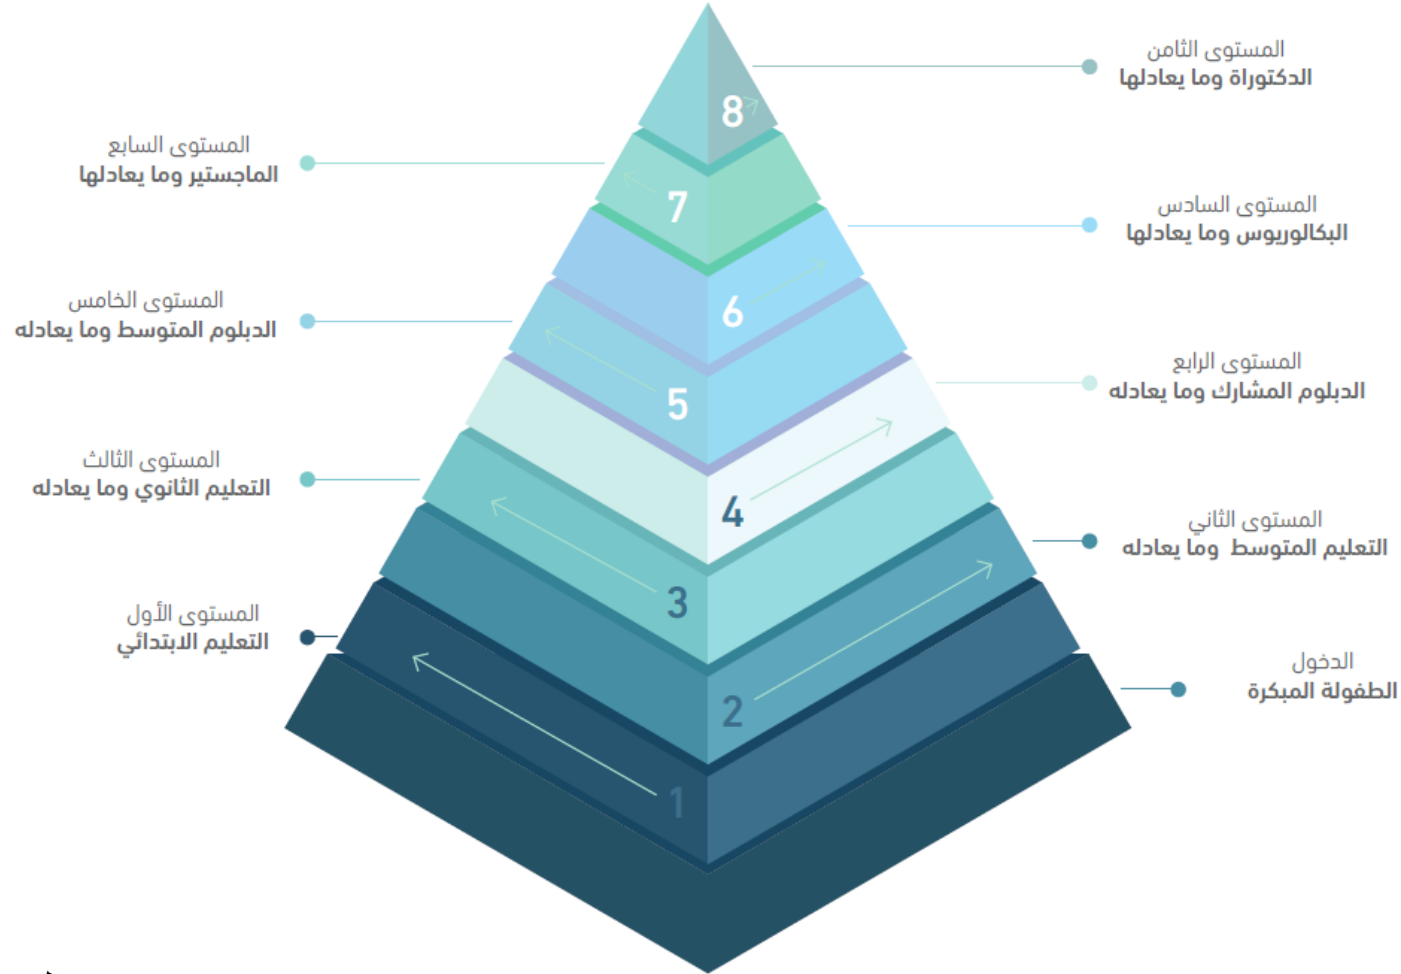 المستوى الثامن
الدكتوراة وما يعادلها
8
المستوى السابع
الماجستير وما يعادلها
7
المستوى السادس
البكالوريوس وما يعادلها
6
المستوى الخامس
الدبلوم المتوسط وما يعادله
5
المستوى الرابع
الدبلوم المشارك وما يعادله
4
المستوى الثالث
التعليم الثانوي وما يعادله
3
المستوى الثاني
التعليم المتوسط وما يعادله
2
المستوى الأول
التعليم الابتدائي
1
الدخول
الطفولة المبكرة